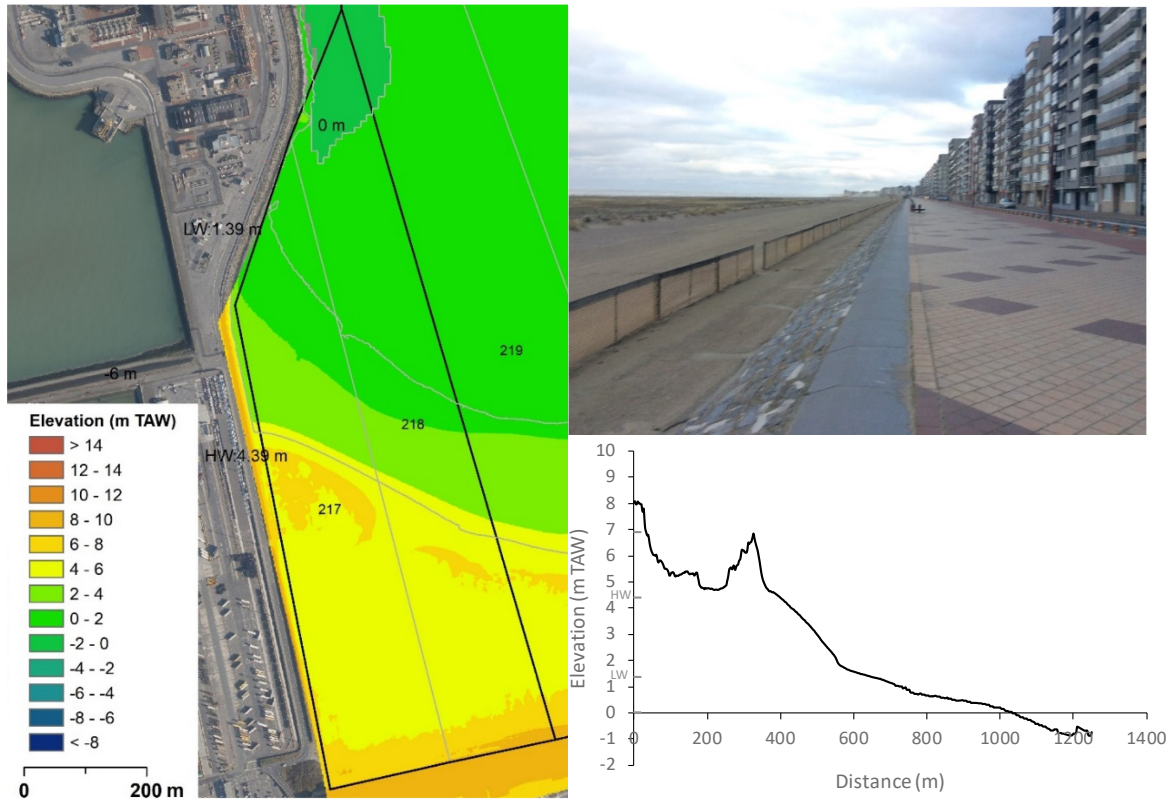 0 m
LW:1.39 m
219
-6 m
218
HW:4.39 m
217
Elevation (m TAW)
> 14
12 - 14
10 - 12
8 - 10
6 - 8
4 - 6
2 - 4
0 - 2
-2 - 0
-4 - -2
-6 - -4
-8 - -6
< -8
0 200 m
Elevation (m TAW)
10
9
8
7
6
5
HW
4
3
2
LW
1
0
-1
-2
0 200 400 600 800 1000 1200 1400
Distance (m)